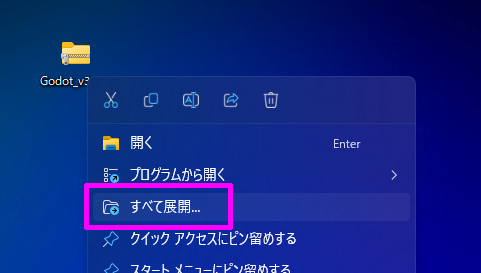 Godot_v3
開く Enter
プログラムから開く
すべて展開...
クイック アクセスにピン留めする
スタート メニューにピン留めする